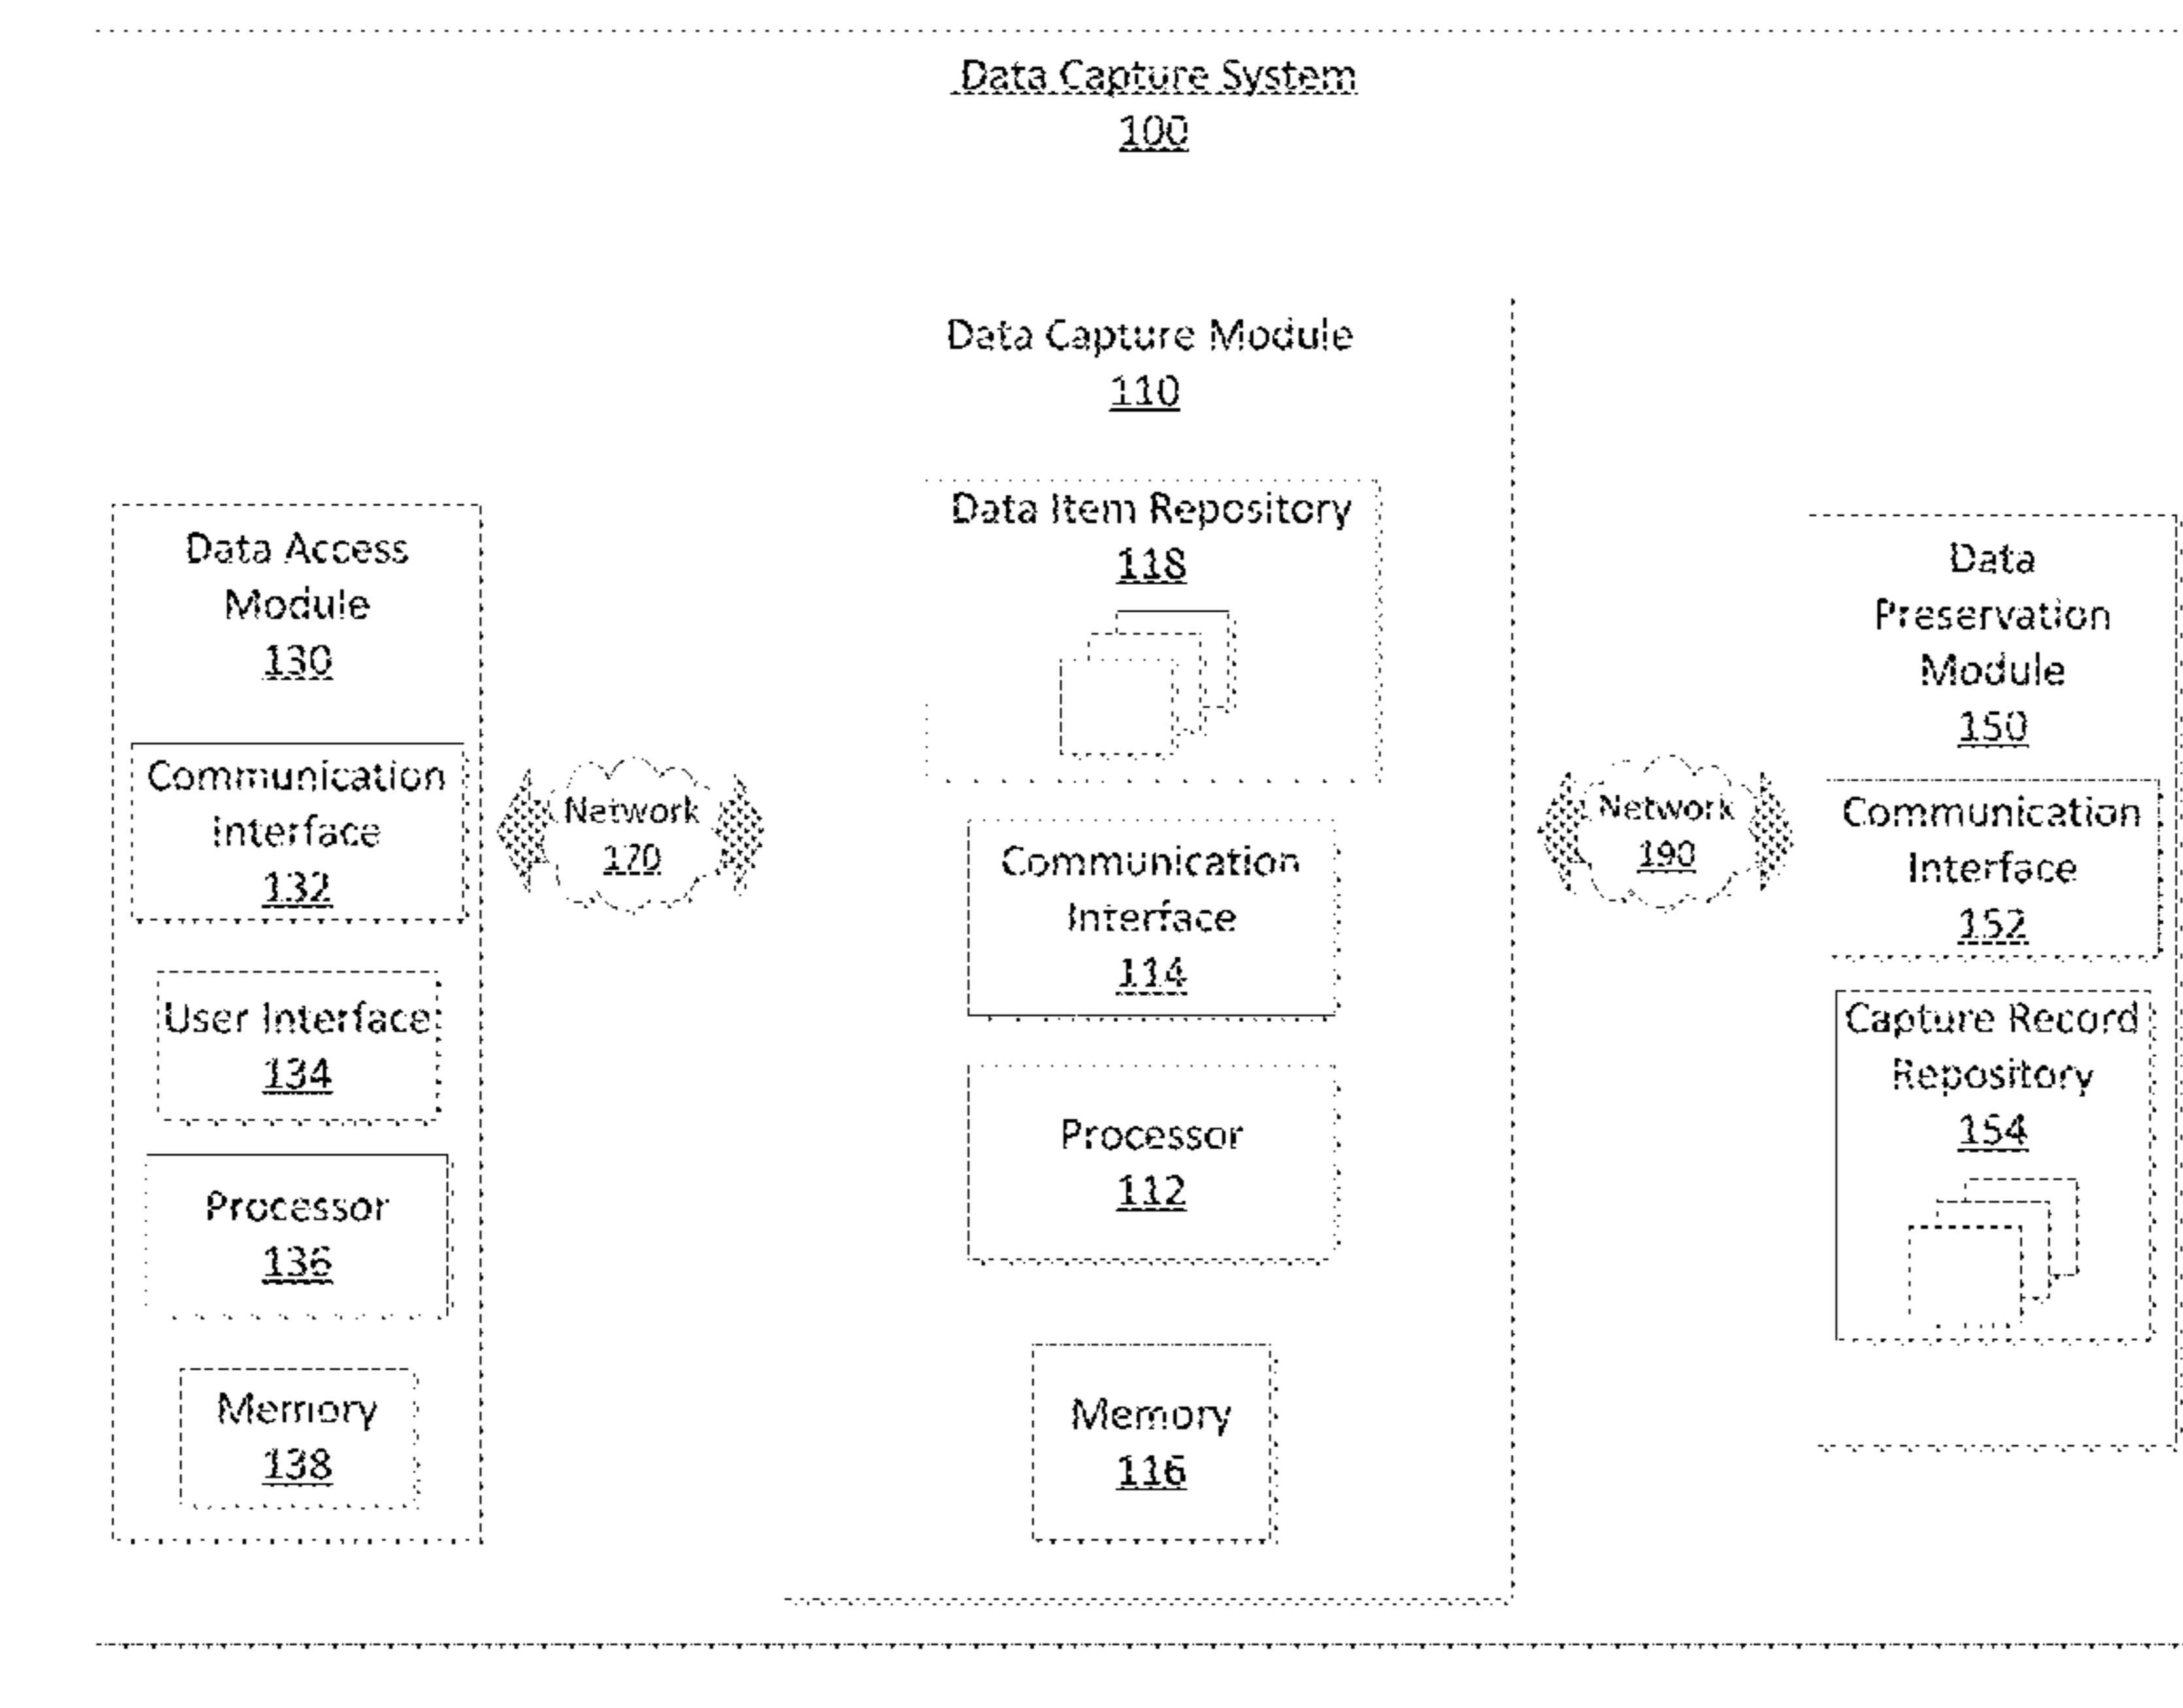 Data Capture System
100
Data Capture Module
110
Data Item Repository
118
Communication
Interface
114
Processor
112
Memory
116
Data Access
Module
130
Communication
Interface
132
User Interface
134
Processor
136
Memory
138
Network
170
Network
190
Data
Preservation
Module
150
Communication
Interface
152
Capture Record
Repository
154